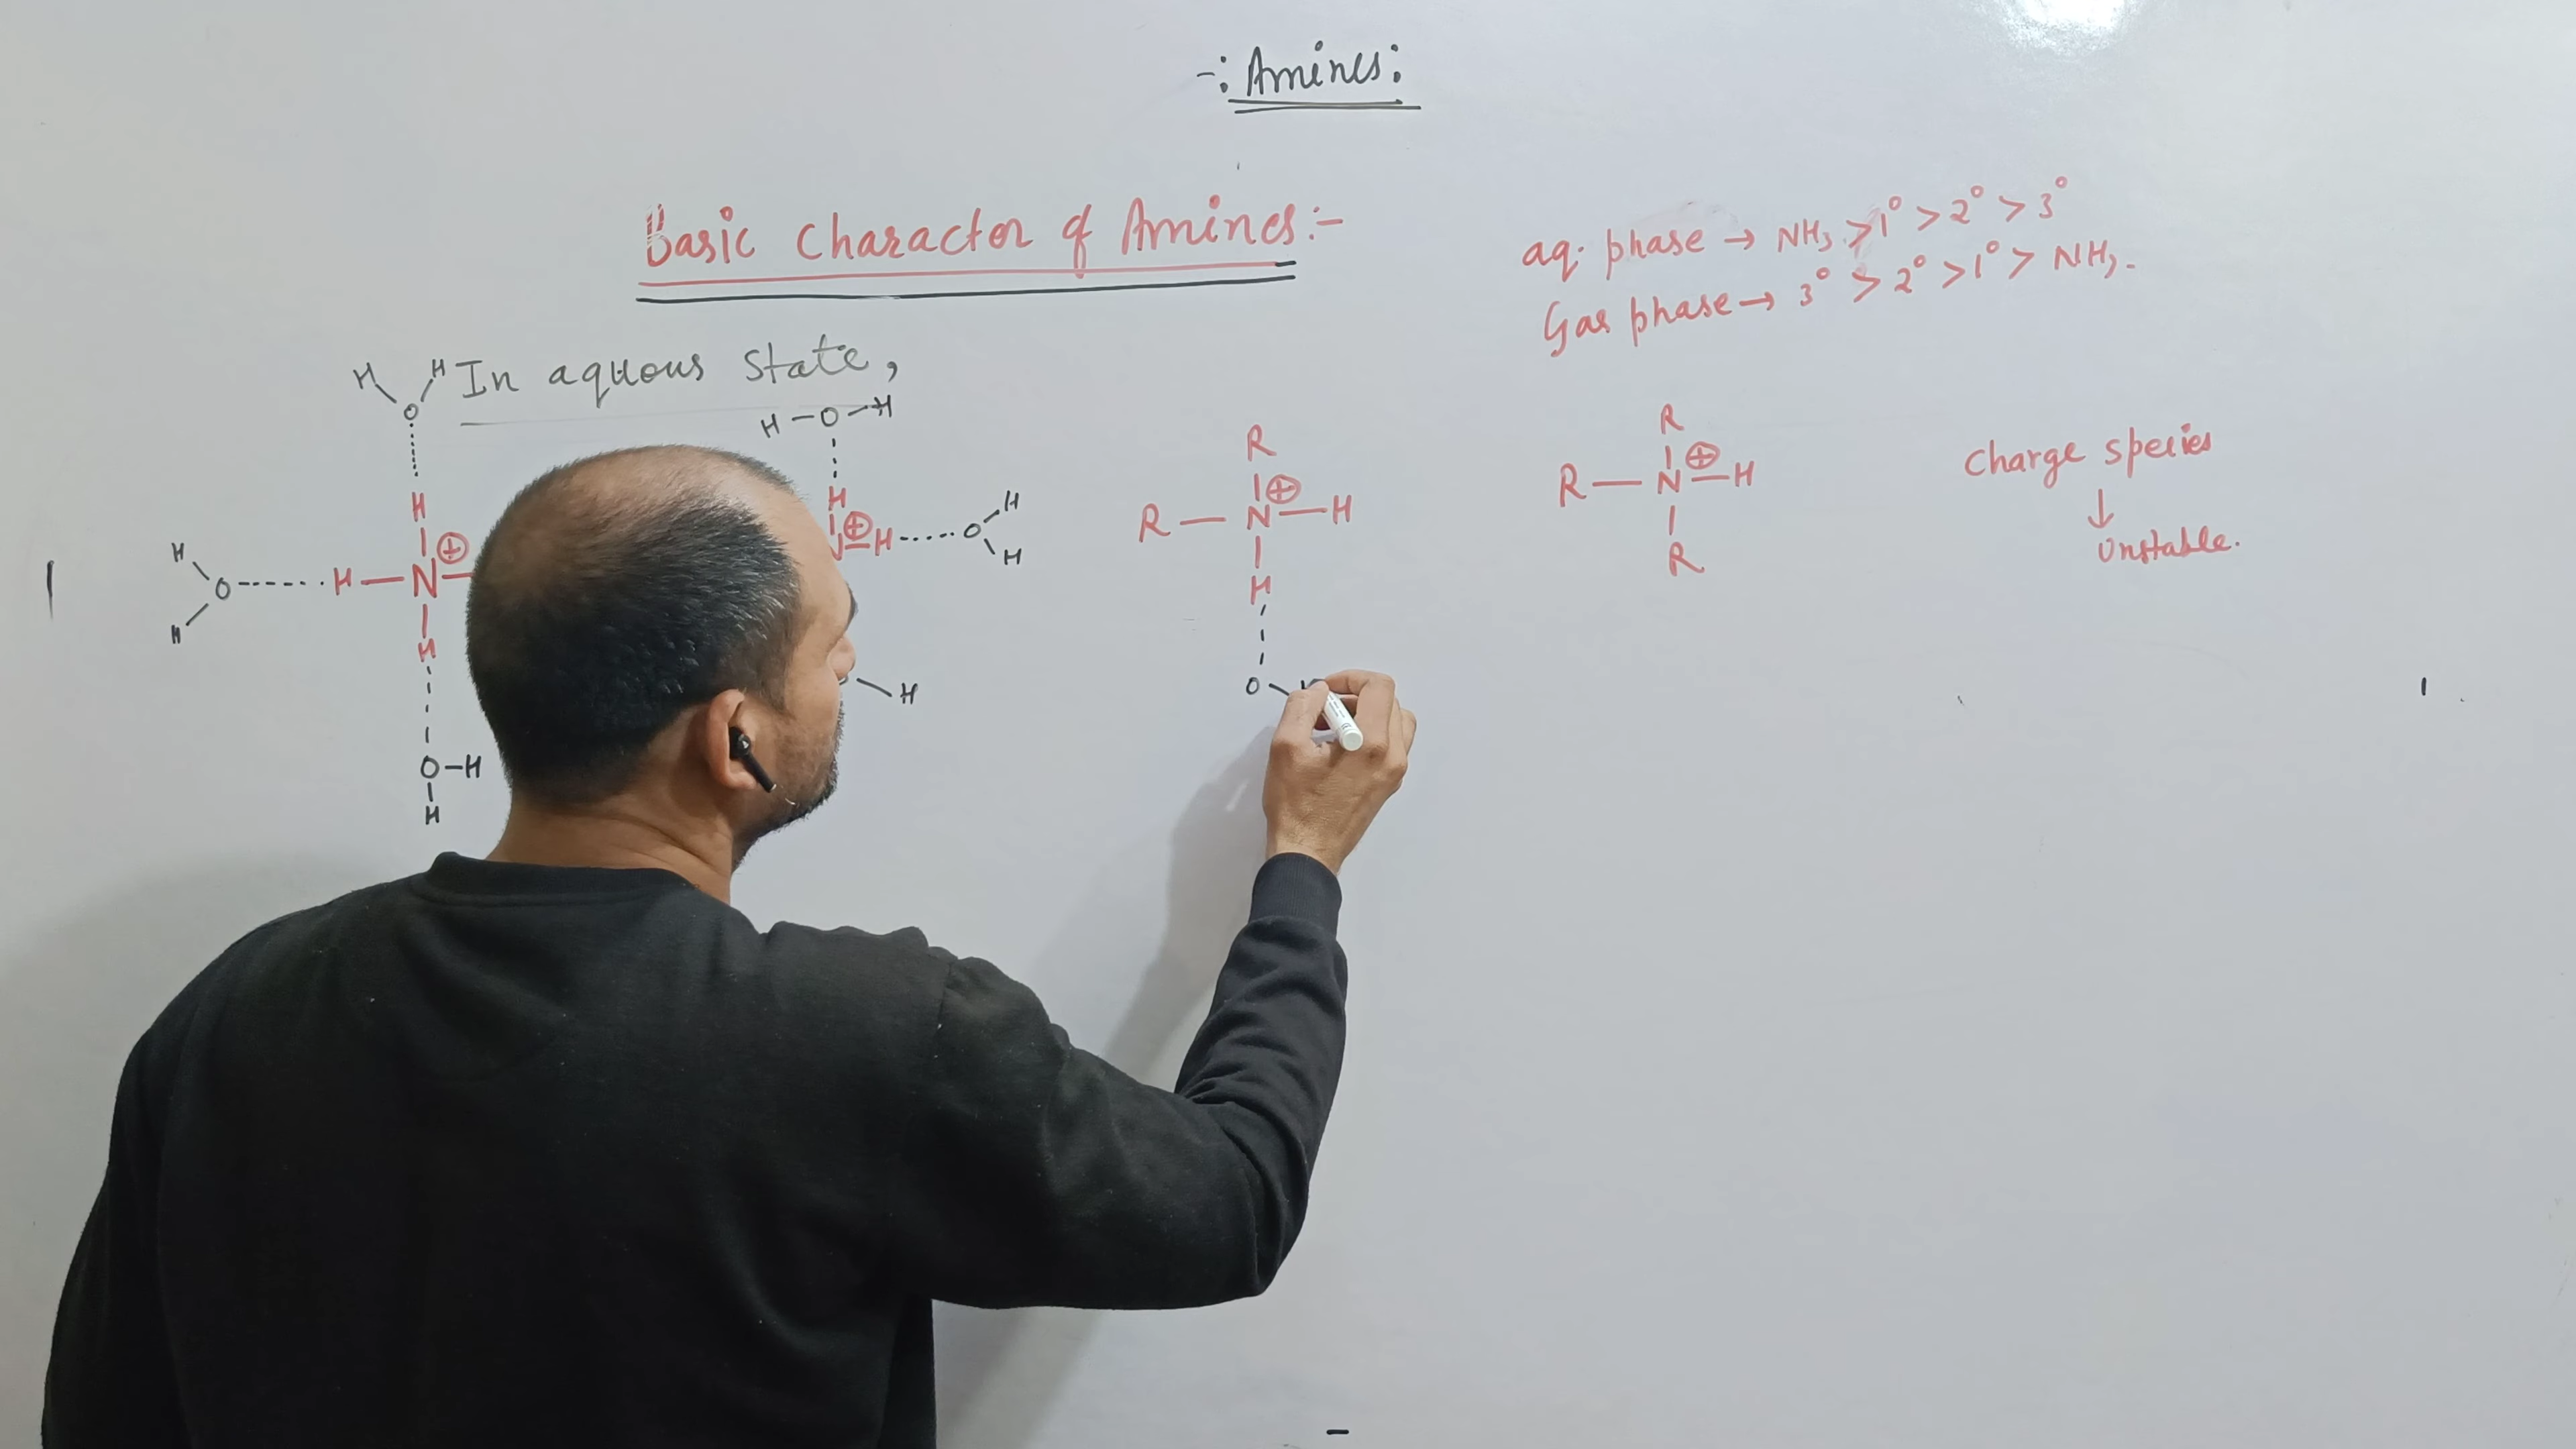 -: Amines:
Basic Character of Amines:-
aq. phase → NH₃ > 1° > 2° > 3°
Gas phase → 3° > 2° > 1° > NH₃.
In aquous state,
H H
O
H
H O H N ⊕
H
H
O-H
H
H-O-H
H
N ⊕ H O H
H
H
R
R-N ⊕ -H
H
O
R
R-N ⊕ -H
R
Charge species
↓
Unstable.